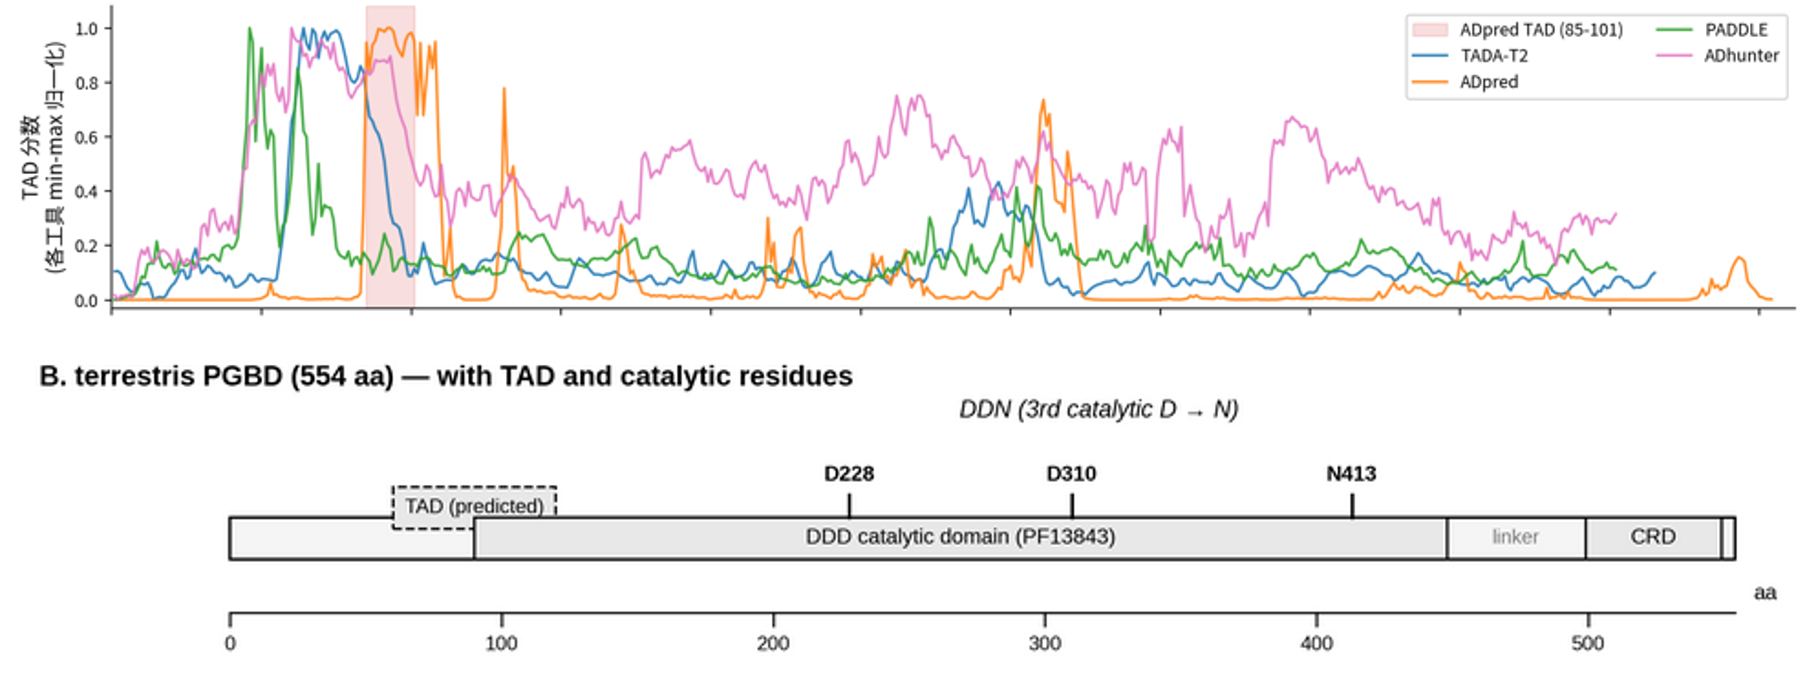 1.0
0.8
0.6
0.4
0.2
0.0
TAD 分数
(各工具 min-max 归一化)
ADpred TAD (85-101)
TADA-T2
ADpred
PADDLE
ADhunter
B. terrestris PGBD (554 aa) — with TAD and catalytic residues
DDN (3rd catalytic D → N)
D228 D310 N413
TAD (predicted)
DDD catalytic domain (PF13843) linker CRD
aa
0 100 200 300 400 500